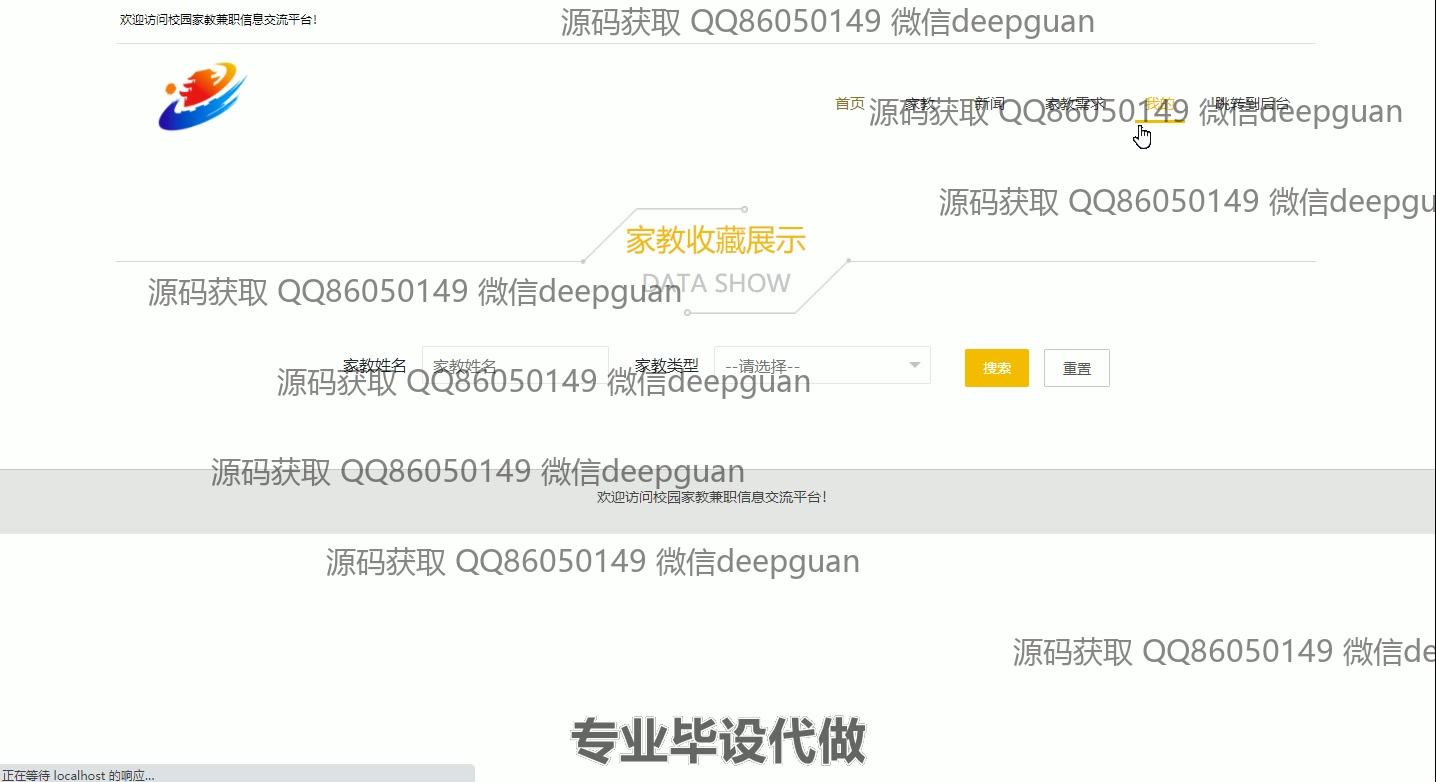 欢迎访问校园家教兼职信息交流平台!
源码获取 QQ86050149 微信deepguan
首页 家教 新闻 家教需求 我的 跳转到后台
源码获取 QQ86050149 微信deepguan
源码获取 QQ86050149 微信deepgu
家教收藏展示
DATA SHOW
源码获取 QQ86050149 微信deepguan
家教姓名 家教姓名 家教类型 --请选择-- 搜索 重置
源码获取 QQ86050149 微信deepguan
源码获取 QQ86050149 微信deepguan
欢迎访问校园家教兼职信息交流平台!
源码获取 QQ86050149 微信deepguan
源码获取 QQ86050149 微信de
专业毕设代做
正在等待 localhost 的响应...